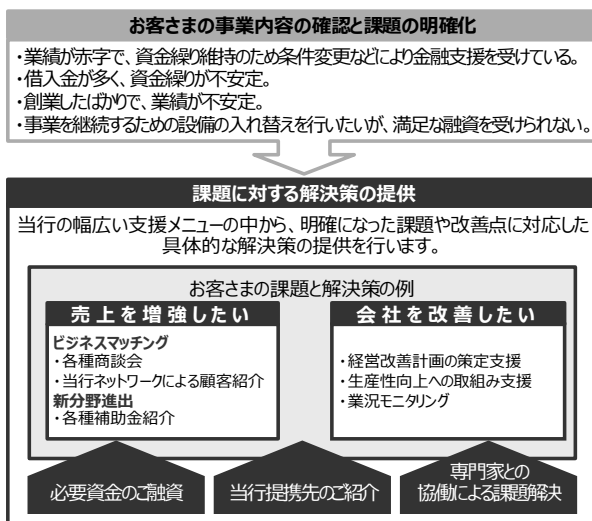 お客さまの事業内容の確認と課題の明確化
・業績が赤字で、資金繰り維持のため条件変更などにより金融支援を受けている。
・借入金が多く、資金繰りが不安定。
・創業したばかりで、業績が不安定。
・事業を継続するための設備の入れ替えを行いたいが、満足な融資を受けられない。
課題に対する解決策の提供
当行の幅広い支援メニューの中から、明確になった課題や改善点に対応した
具体的な解決策の提供を行います。
お客さまの課題と解決策の例
売上を増強したい
ビジネスマッチング
・各種商談会
・当行ネットワークによる顧客紹介
新分野進出
・各種補助金紹介
会社を改善したい
・経営改善計画の策定支援
・生産性向上への取組み支援
・業況モニタリング
必要資金のご融資
当行提携先のご紹介
専門家との
協働による課題解決